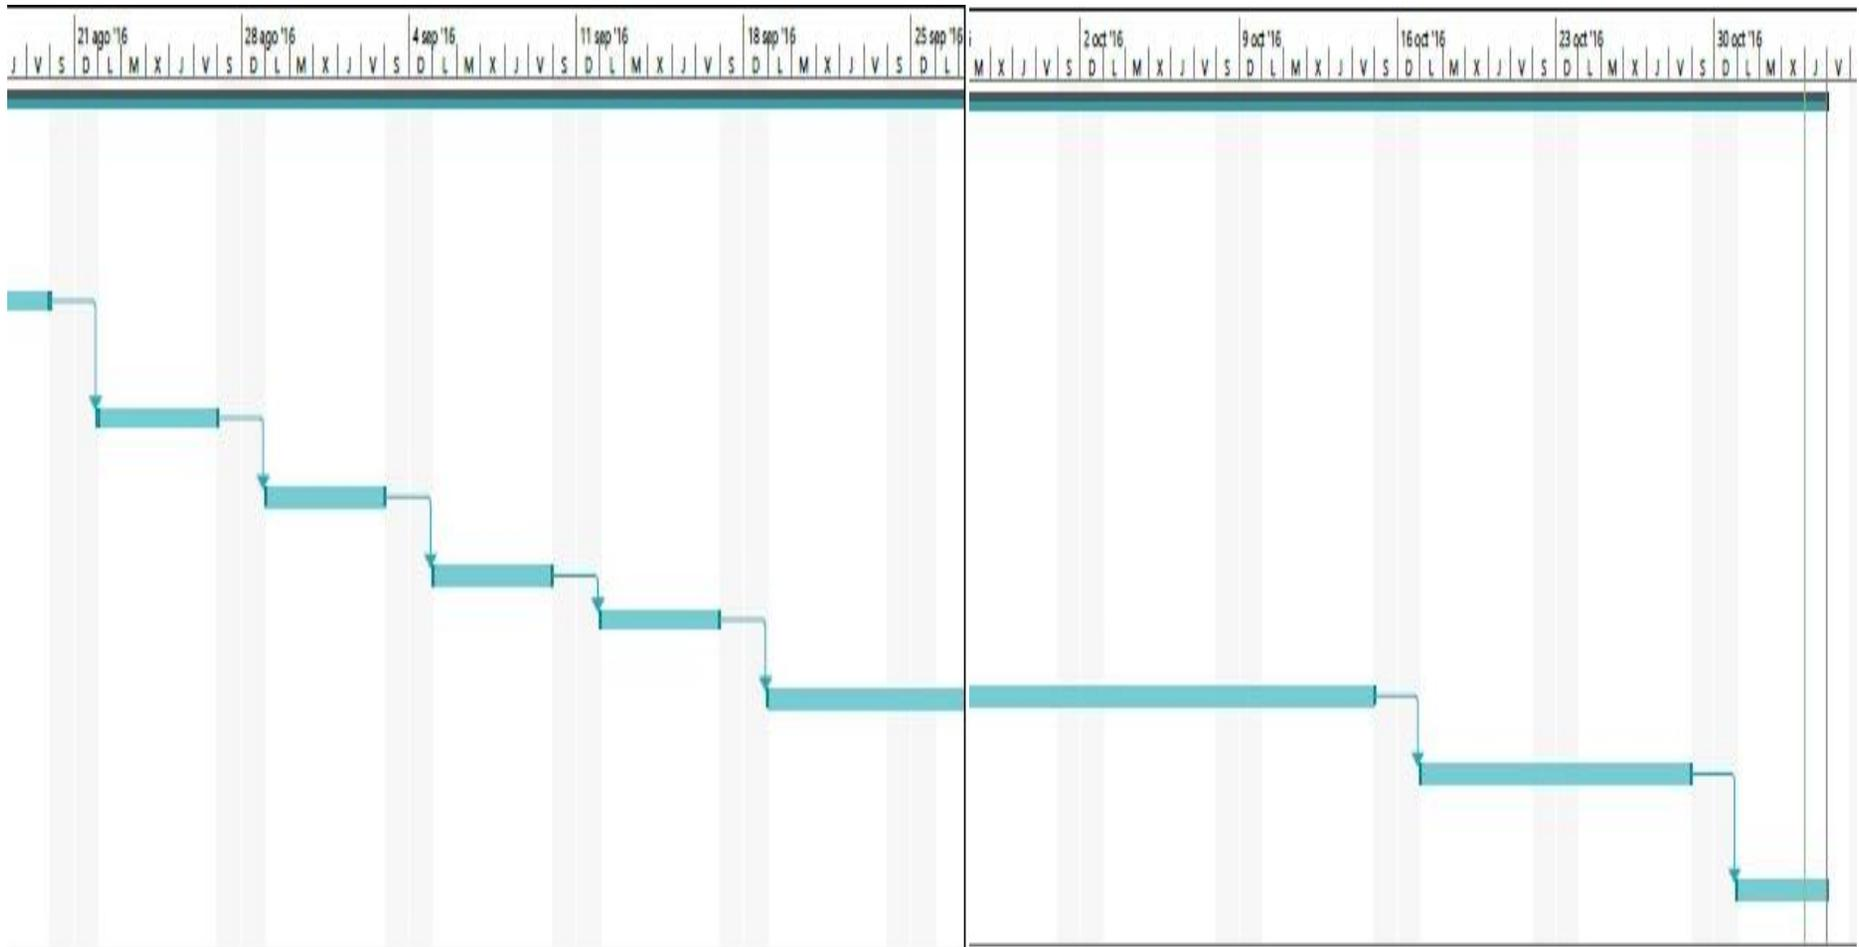 21 ago '16 28 ago '16 4 sep '16 11 sep '16 18 sep '16 25 sep '16
J V S D L M X J V S D L M X J V S D L M X J V S D L M X J V S D L M X J V S D L
2 oct '16 9 oct '16 16 oct '16 23 oct '16 30 oct '16
M X J V S D L M X J V S D L M X J V S D L M X J V S D L M X J V S D L M X J V